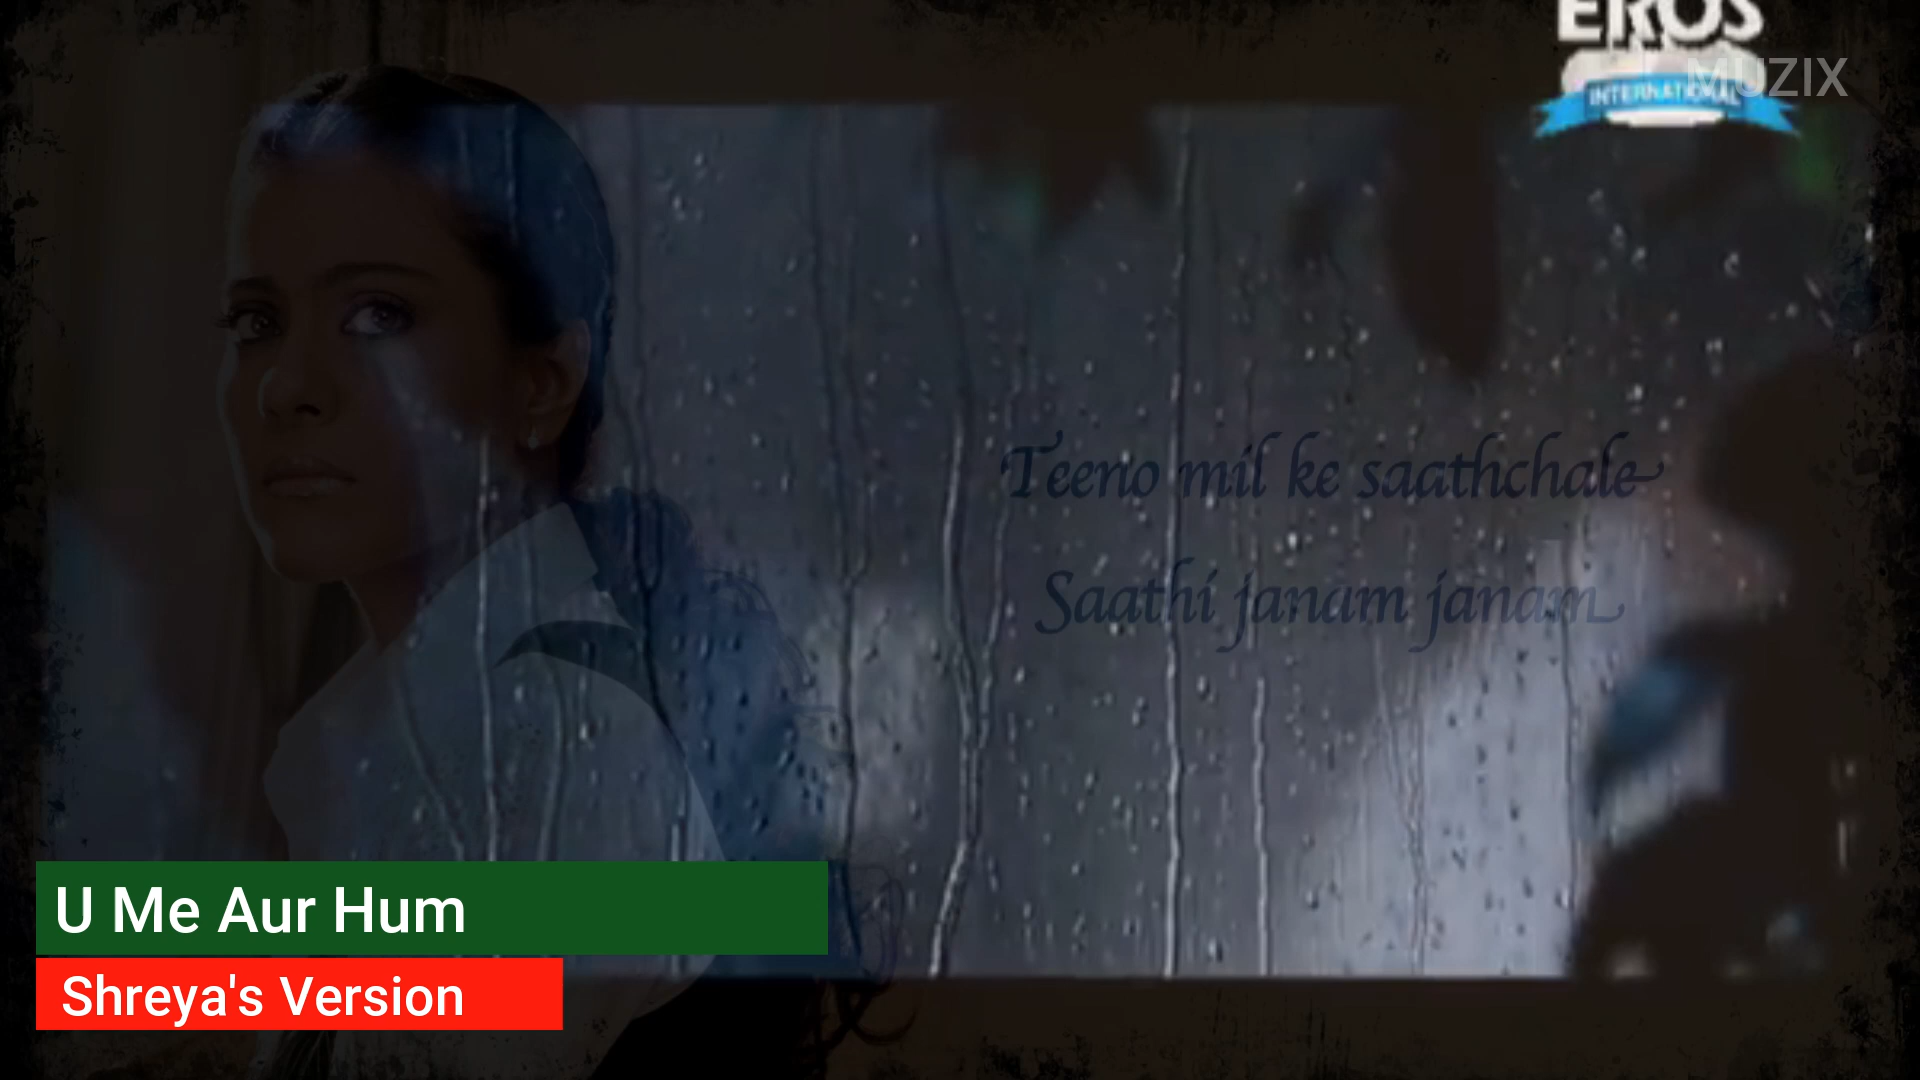 EROS
INTERNATIONAL
MUZIX
Teeno mil ke saathchale
Saathi janam janam
U Me Aur Hum
Shreya's Version